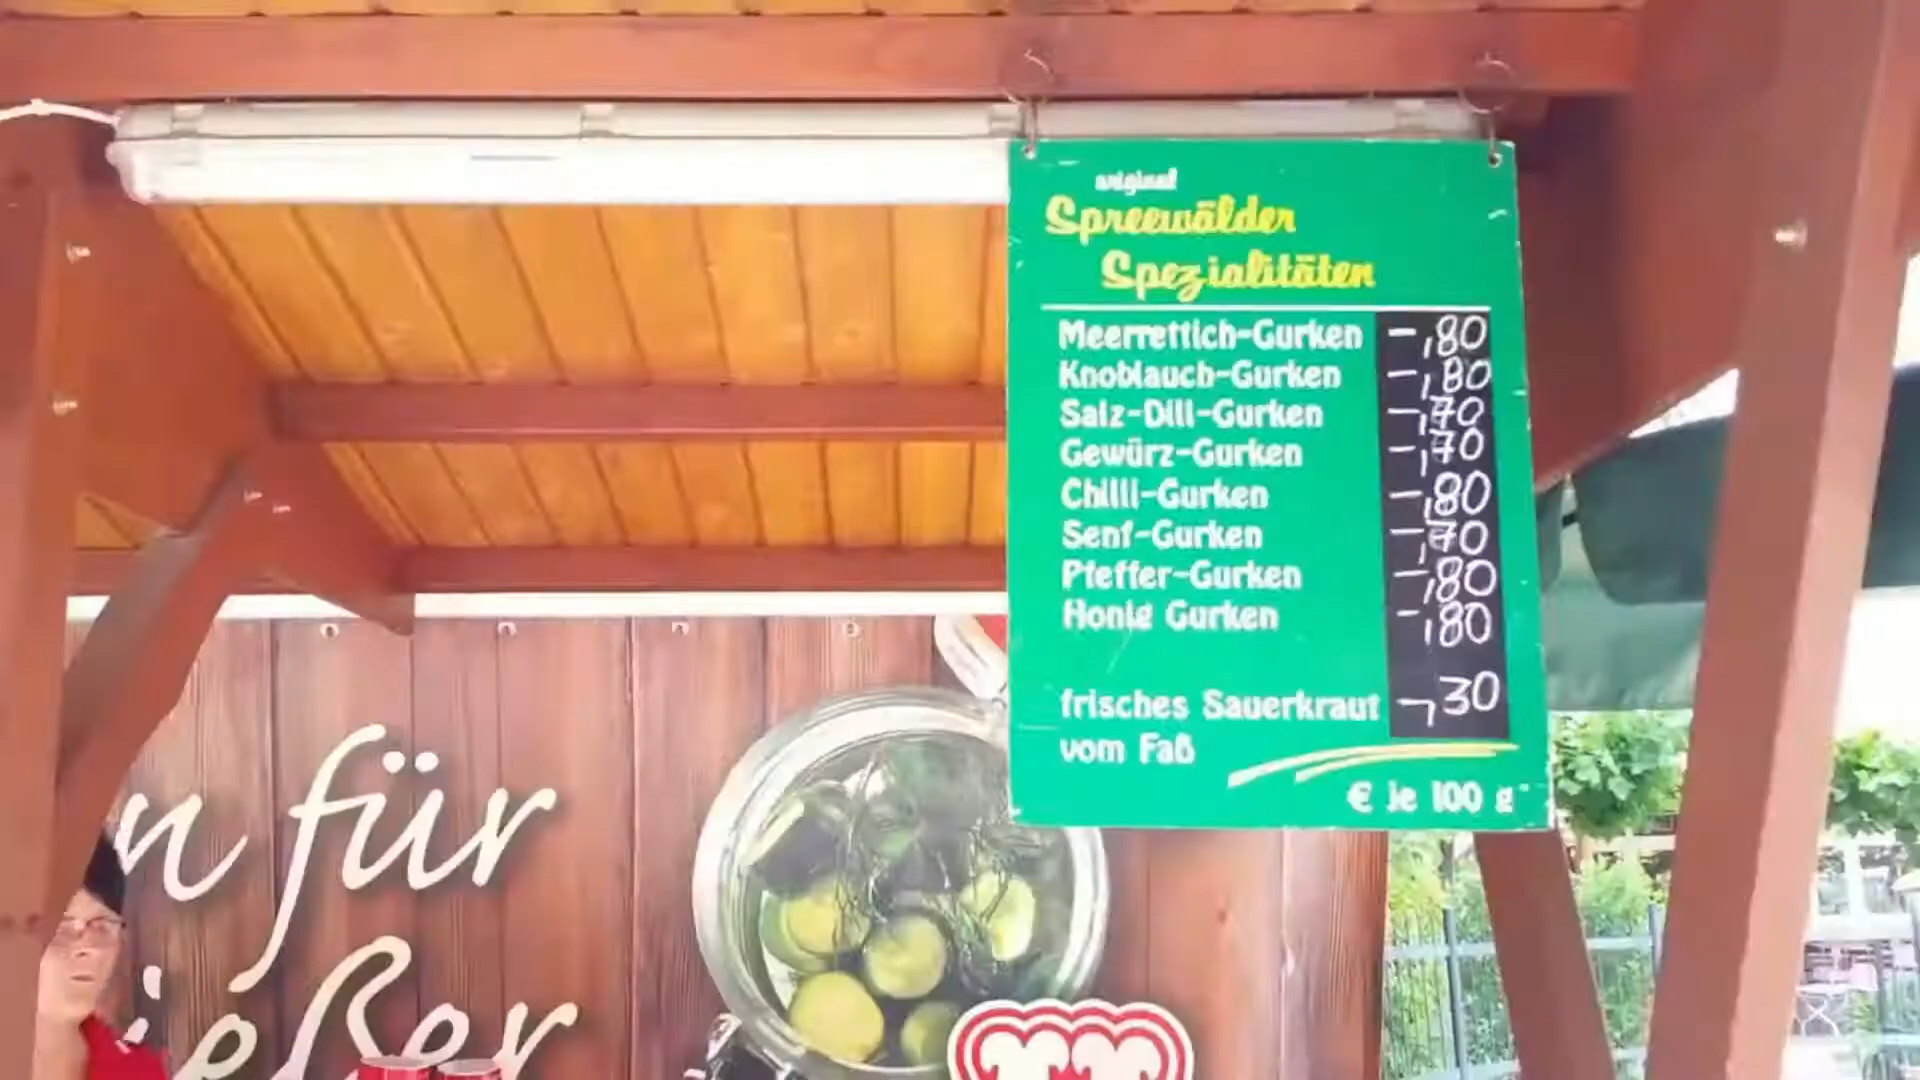 original
Spreewälder
Spezialitäten
Meerrettich-Gurken -,80
Knoblauch-Gurken -,80
Salz-Dill-Gurken -,70
Gewürz-Gurken -,70
Chilli-Gurken -,80
Senf-Gurken -,70
Pfeffer-Gurken -,80
Honig Gurken -,80
frisches Sauerkraut -,30
vom Faß
€ je 100 g
n für
ießer